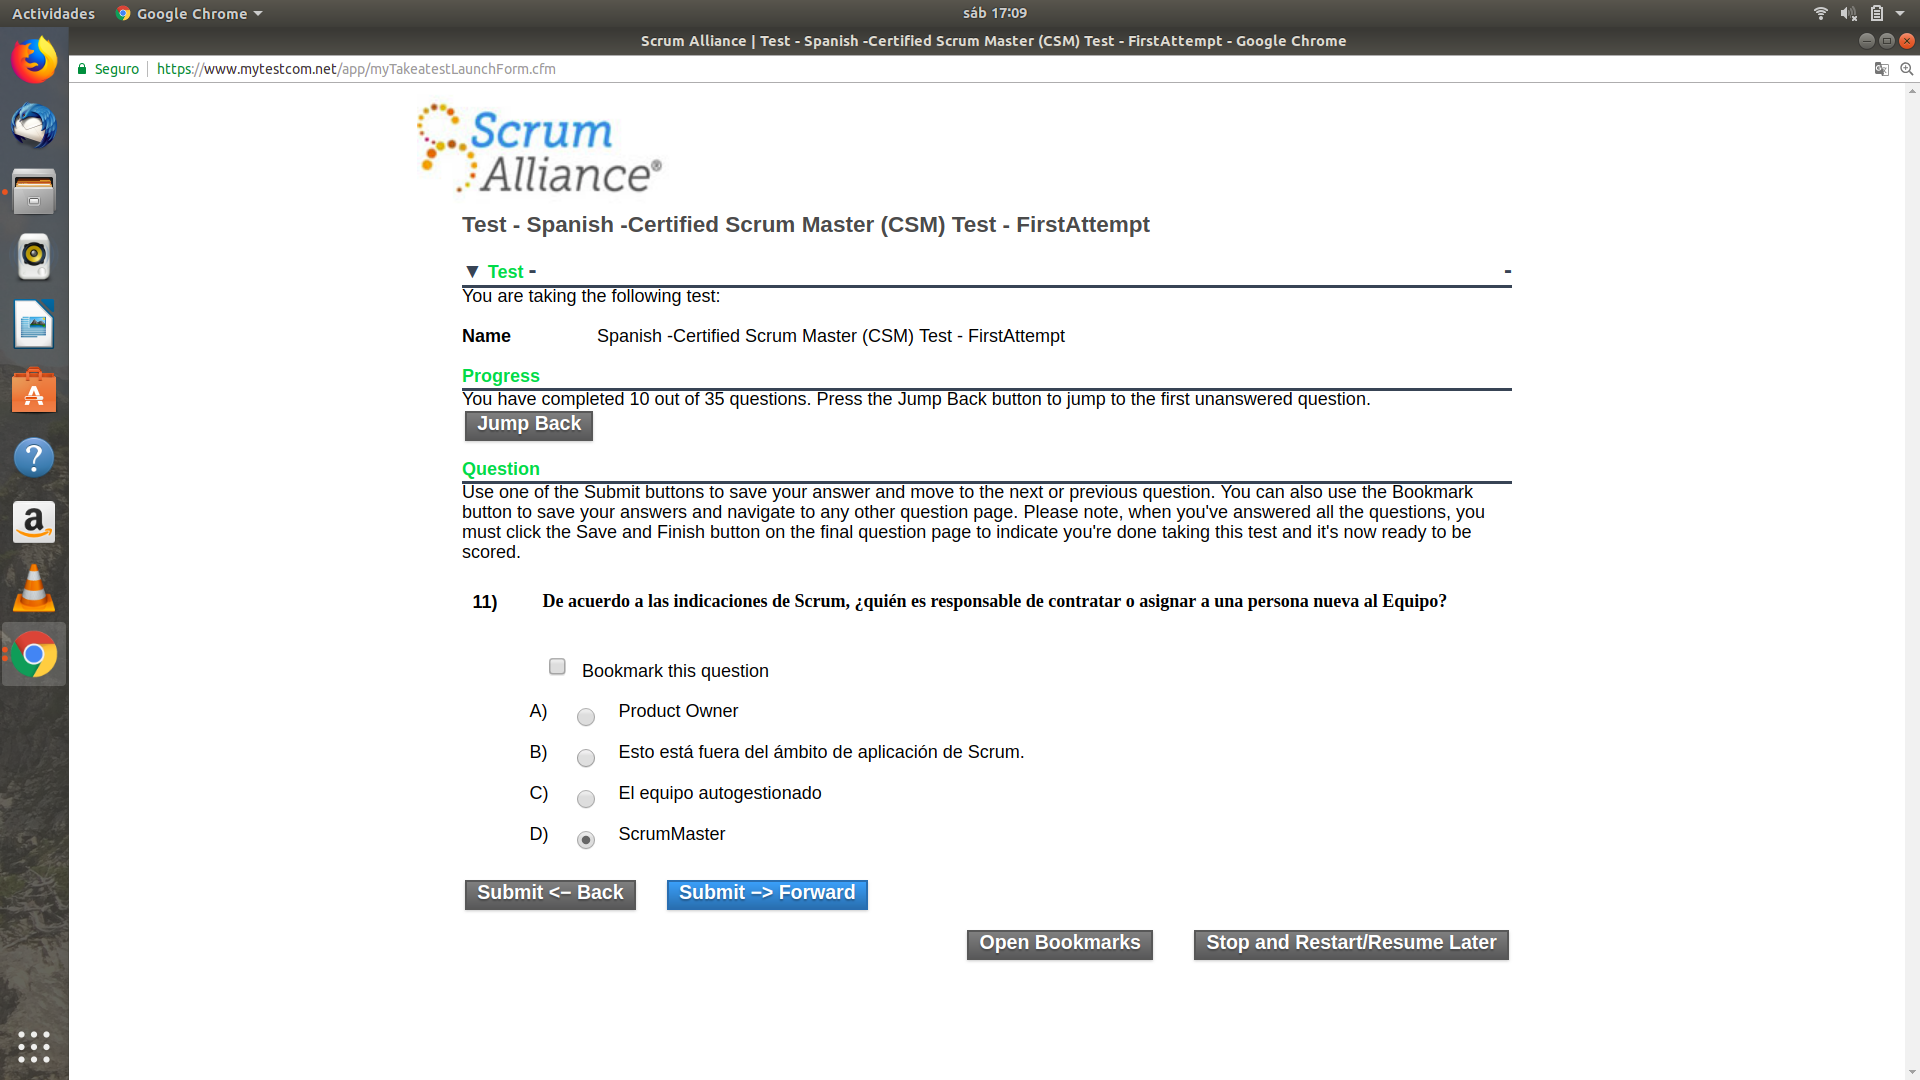 Actividades
Google Chrome
sáb 17:09
Scrum Alliance | Test - Spanish -Certified Scrum Master (CSM) Test - FirstAttempt - Google Chrome
Seguro
https://www.mytestcom.net/app/myTakeatestLaunchForm.cfm
Scrum
Alliance®
Test - Spanish -Certified Scrum Master (CSM) Test - FirstAttempt
▼ Test - -
You are taking the following test:
Name Spanish -Certified Scrum Master (CSM) Test - FirstAttempt
Progress
You have completed 10 out of 35 questions. Press the Jump Back button to jump to the first unanswered question.
Jump Back
Question
Use one of the Submit buttons to save your answer and move to the next or previous question. You can also use the Bookmark
button to save your answers and navigate to any other question page. Please note, when you've answered all the questions, you
must click the Save and Finish button on the final question page to indicate you're done taking this test and it's now ready to be
scored.
11) De acuerdo a las indicaciones de Scrum, ¿quién es responsable de contratar o asignar a una persona nueva al Equipo?
Bookmark this question
A) Product Owner
B) Esto está fuera del ámbito de aplicación de Scrum.
C) El equipo autogestionado
D) ScrumMaster
Submit <– Back
Submit –> Forward
Open Bookmarks
Stop and Restart/Resume Later